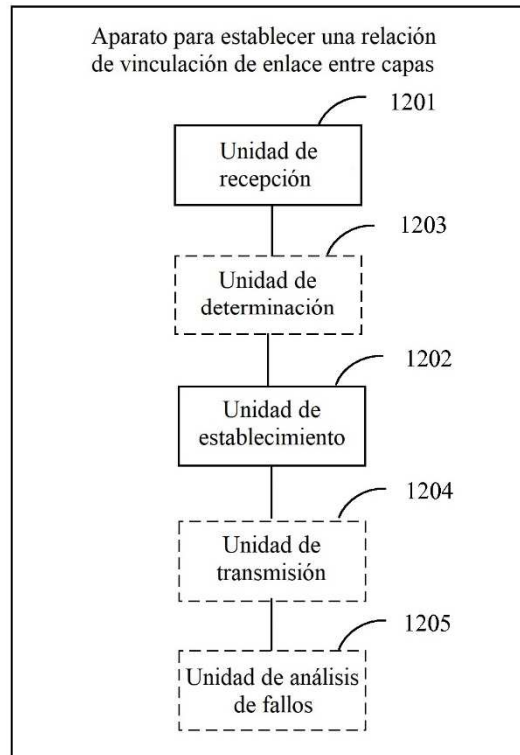 Aparato para establecer una relación
de vinculación de enlace entre capas
1201
Unidad de
recepción
1203
Unidad de
determinación
1202
Unidad de
establecimiento
1204
Unidad de
transmisión
1205
Unidad de análisis
de fallos